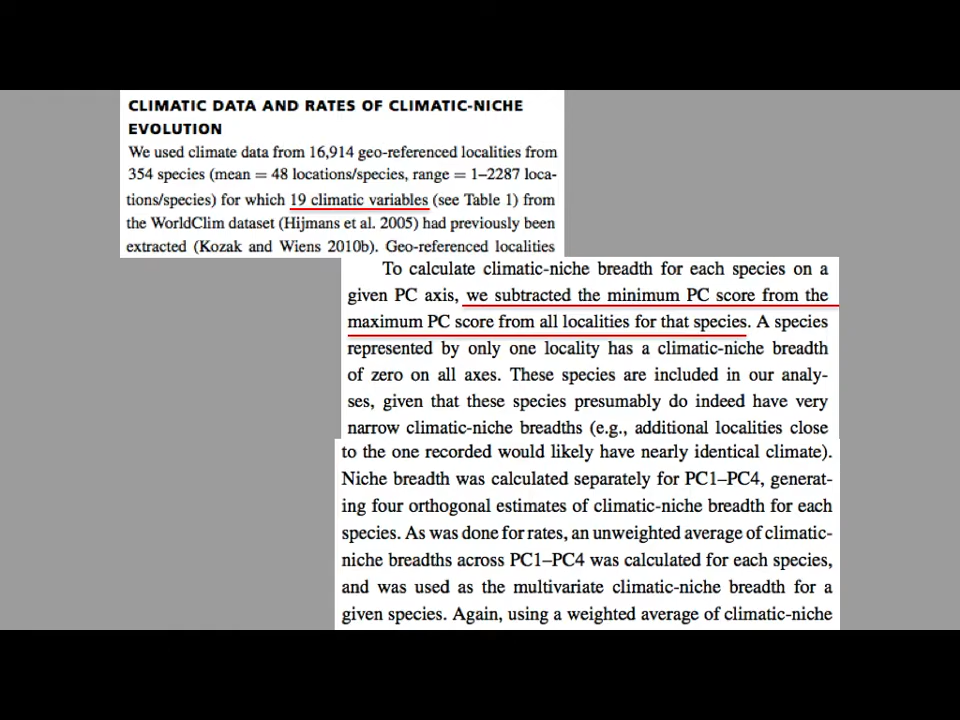 CLIMATIC DATA AND RATES OF CLIMATIC-NICHE
EVOLUTION
We used climate data from 16,914 geo-referenced localities from
354 species (mean = 48 locations/species, range = 1–2287 loca-
tions/species) for which 19 climatic variables (see Table 1) from
the WorldClim dataset (Hijmans et al. 2005) had previously been
extracted (Kozak and Wiens 2010b). Geo-referenced localities
To calculate climatic-niche breadth for each species on a
given PC axis, we subtracted the minimum PC score from the
maximum PC score from all localities for that species. A species
represented by only one locality has a climatic-niche breadth
of zero on all axes. These species are included in our analy-
ses, given that these species presumably do indeed have very
narrow climatic-niche breadths (e.g., additional localities close
to the one recorded would likely have nearly identical climate).
Niche breadth was calculated separately for PC1–PC4, generat-
ing four orthogonal estimates of climatic-niche breadth for each
species. As was done for rates, an unweighted average of climatic-
niche breadths across PC1–PC4 was calculated for each species,
and was used as the multivariate climatic-niche breadth for a
given species. Again, using a weighted average of climatic-niche